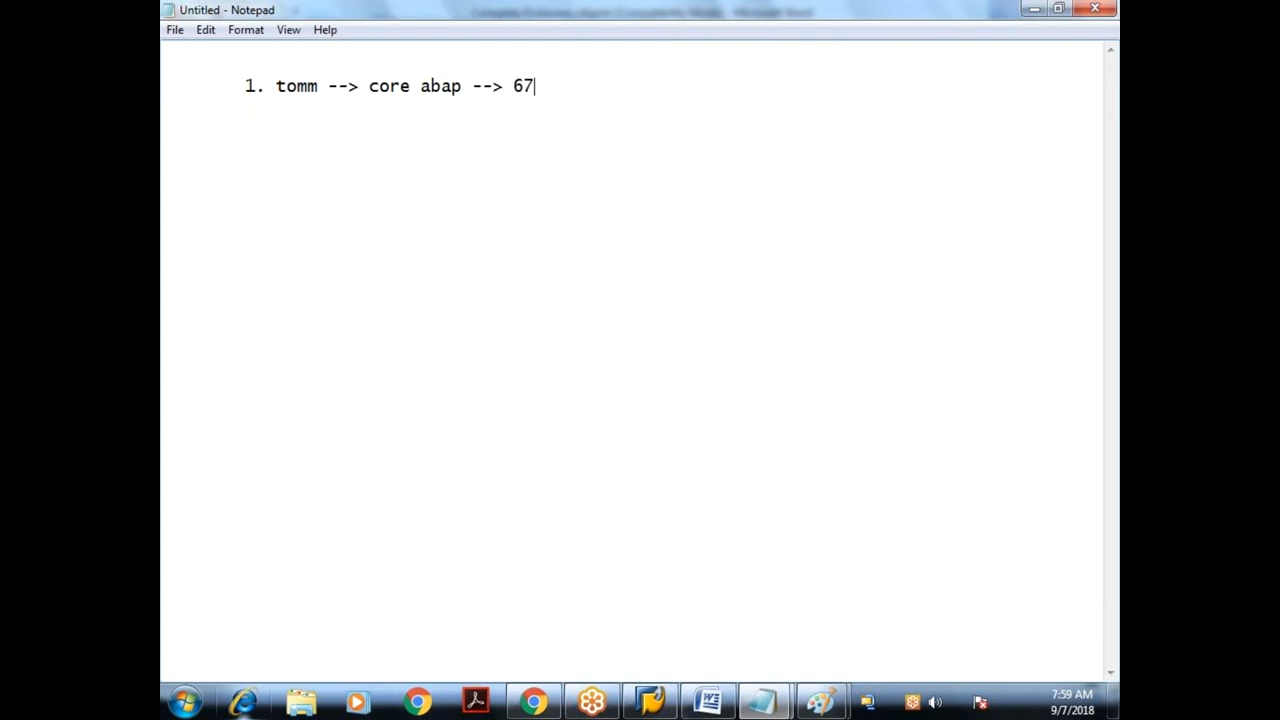 Untitled - Notepad
File Edit Format View Help
1. tomm --> core abap --> 67
7:59 AM
9/7/2018